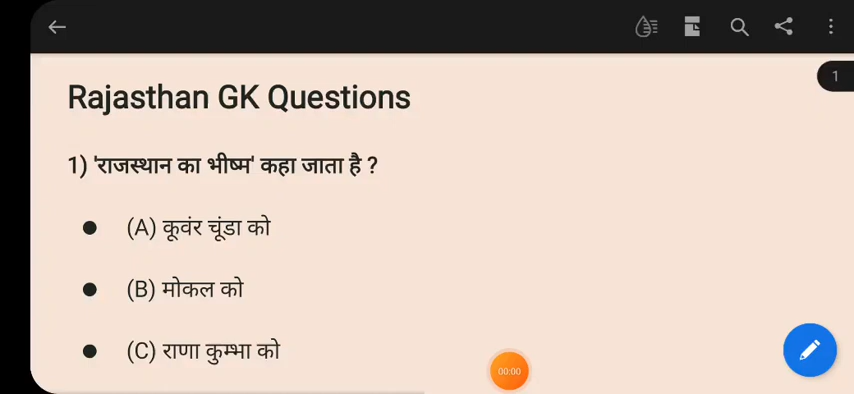 1
Rajasthan GK Questions
1) 'राजस्थान का भीष्म' कहा जाता है ?
(A) कूवंर चूंडा को
(B) मोकल को
(C) राणा कुम्भा को
00:00